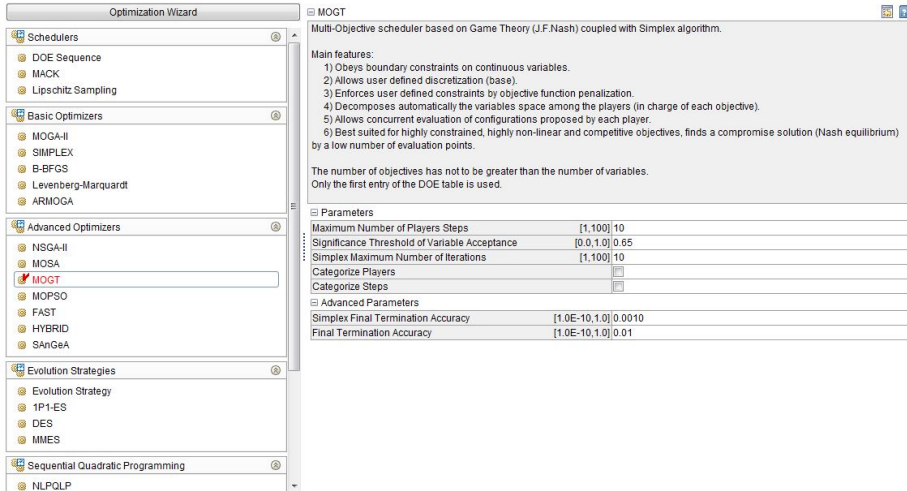 Optimization Wizard
Schedulers
DOE Sequence
MACK
Lipschitz Sampling
Basic Optimizers
MOGA-II
SIMPLEX
B-BFGS
Levenberg-Marquardt
ARMOGA
Advanced Optimizers
NSGA-II
MOSA
MOGT
MOPSO
FAST
HYBRID
SAnGeA
Evolution Strategies
Evolution Strategy
1P1-ES
DES
MMES
Sequential Quadratic Programming
NLPQLP
MOGT
Multi-Objective scheduler based on Game Theory (J.F.Nash) coupled with Simplex algorithm.
Main features:
1) Obeys boundary constraints on continuous variables.
2) Allows user defined discretization (base).
3) Enforces user defined constraints by objective function penalization.
4) Decomposes automatically the variables space among the players (in charge of each objective).
5) Allows concurrent evaluation of configurations proposed by each player.
6) Best suited for highly constrained, highly non-linear and competitive objectives, finds a compromise solution (Nash equilibrium)
by a low number of evaluation points.
The number of objectives has not to be greater than the number of variables.
Only the first entry of the DOE table is used.
Parameters
Maximum Number of Players Steps [1,100] 10
Significance Threshold of Variable Acceptance [0.0,1.0] 0.65
Simplex Maximum Number of Iterations [1,100] 10
Categorize Players
Categorize Steps
Advanced Parameters
Simplex Final Termination Accuracy [1.0E-10,1.0] 0.0010
Final Termination Accuracy [1.0E-10,1.0] 0.01